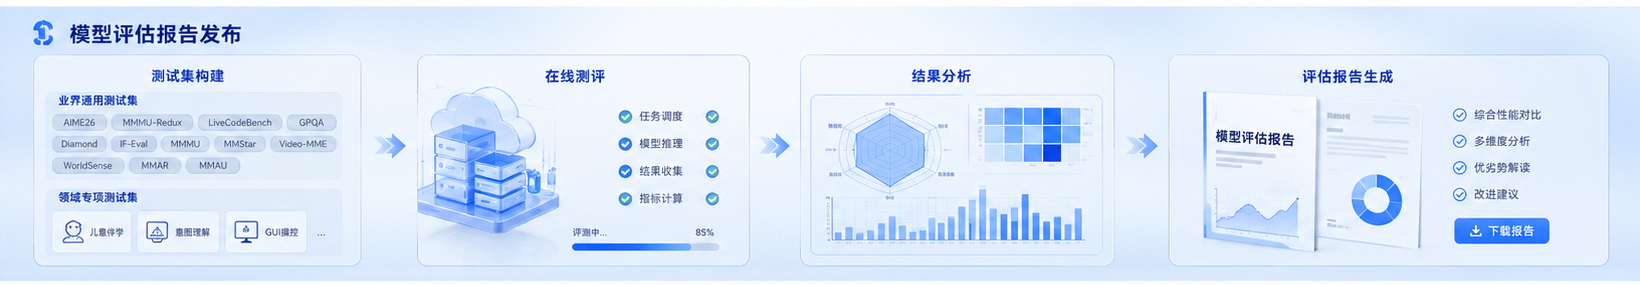 模型评估报告发布
测试集构建
业界通用测试集
AIME26 MMMU-Redux LiveCodeBench GPQA
Diamond IF-Eval MMMU MMStar Video-MME
WorldSense MMAR MMAU
领域专项测试集
儿童伴学 意图理解 GUI操控 ...
在线测评
任务调度
模型推理
结果收集
指标计算
评测中... 85%
结果分析
评估报告生成
模型评估报告
综合性能对比
多维度分析
优劣势解读
改进建议
下载报告